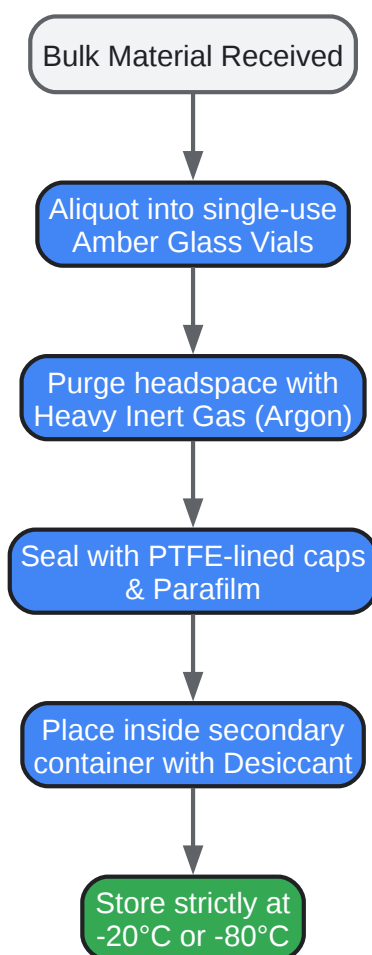 Bulk Material Received
Aliquot into single-use
Amber Glass Vials
Purge headspace with
Heavy Inert Gas (Argon)
Seal with PTFE-lined caps
& Parafilm
Place inside secondary
container with Desiccant
Store strictly at
-20°C or -80°C